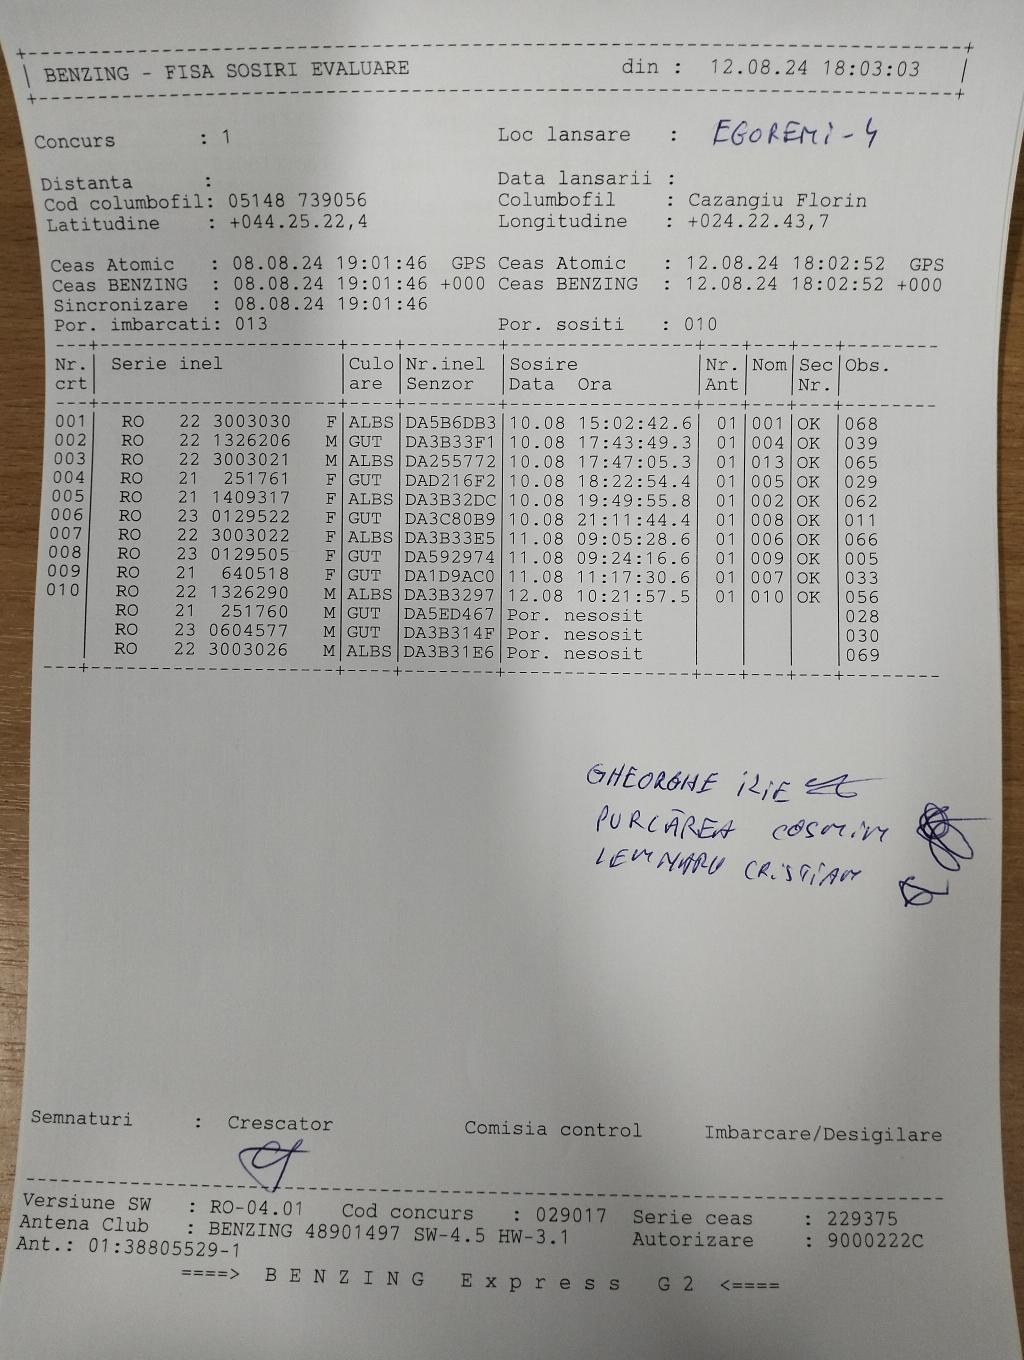 BENZING - FISA SOSIRI EVALUARE din : 12.08.24 18:03:03
Concurs : 1 Loc lansare : EGOREMI-4
Distanta : Data lansarii :
Cod columbofil: 05148 739056 Columbofil : Cazangiu Florin
Latitudine : +044.25.22,4 Longitudine : +024.22.43,7
Ceas Atomic : 08.08.24 19:01:46 GPS Ceas Atomic : 12.08.24 18:02:52 GPS
Ceas BENZING : 08.08.24 19:01:46 +000 Ceas BENZING : 12.08.24 18:02:52 +000
Sincronizare : 08.08.24 19:01:46
Por. imbarcati: 013 Por. sositi : 010
Nr. Serie inel Culo Nr.inel Sosire Nr. Nom Sec Obs.
crt are Senzor Data Ora Ant Nr.
001 RO 22 3003030 F ALBS DA5B6DB3 10.08 15:02:42.6 01 001 OK 068
002 RO 22 1326206 M GUT DA3B33F1 10.08 17:43:49.3 01 004 OK 039
003 RO 22 3003021 M ALBS DA255772 10.08 17:47:05.3 01 013 OK 065
004 RO 21 251761 F GUT DAD216F2 10.08 18:22:54.4 01 005 OK 029
005 RO 21 1409317 F ALBS DA3B32DC 10.08 19:49:55.8 01 002 OK 062
006 RO 23 0129522 F GUT DA3C80B9 10.08 21:11:44.4 01 008 OK 011
007 RO 22 3003022 F ALBS DA3B33E5 11.08 09:05:28.6 01 006 OK 066
008 RO 23 0129505 F GUT DA592974 11.08 09:24:16.6 01 009 OK 005
009 RO 21 640518 F GUT DA1D9AC0 11.08 11:17:30.6 01 007 OK 033
010 RO 22 1326290 M ALBS DA3B3297 12.08 10:21:57.5 01 010 OK 056
RO 21 251760 M GUT DA5ED467 Por. nesosit 028
RO 23 0604577 M GUT DA3B314F Por. nesosit 030
RO 22 3003026 M ALBS DA3B31E6 Por. nesosit 069
GHEORGHE ILIE
PURCĂREA COSMIN
LEMNARU CRISTIAN
Semnaturi : Crescator Comisia control Imbarcare/Desigilare
Versiune SW : RO-04.01 Cod concurs : 029017 Serie ceas : 229375
Antena Club : BENZING 48901497 SW-4.5 HW-3.1 Autorizare : 9000222C
Ant.: 01:38805529-1
====> B E N Z I N G E x p r e s s G 2 <====